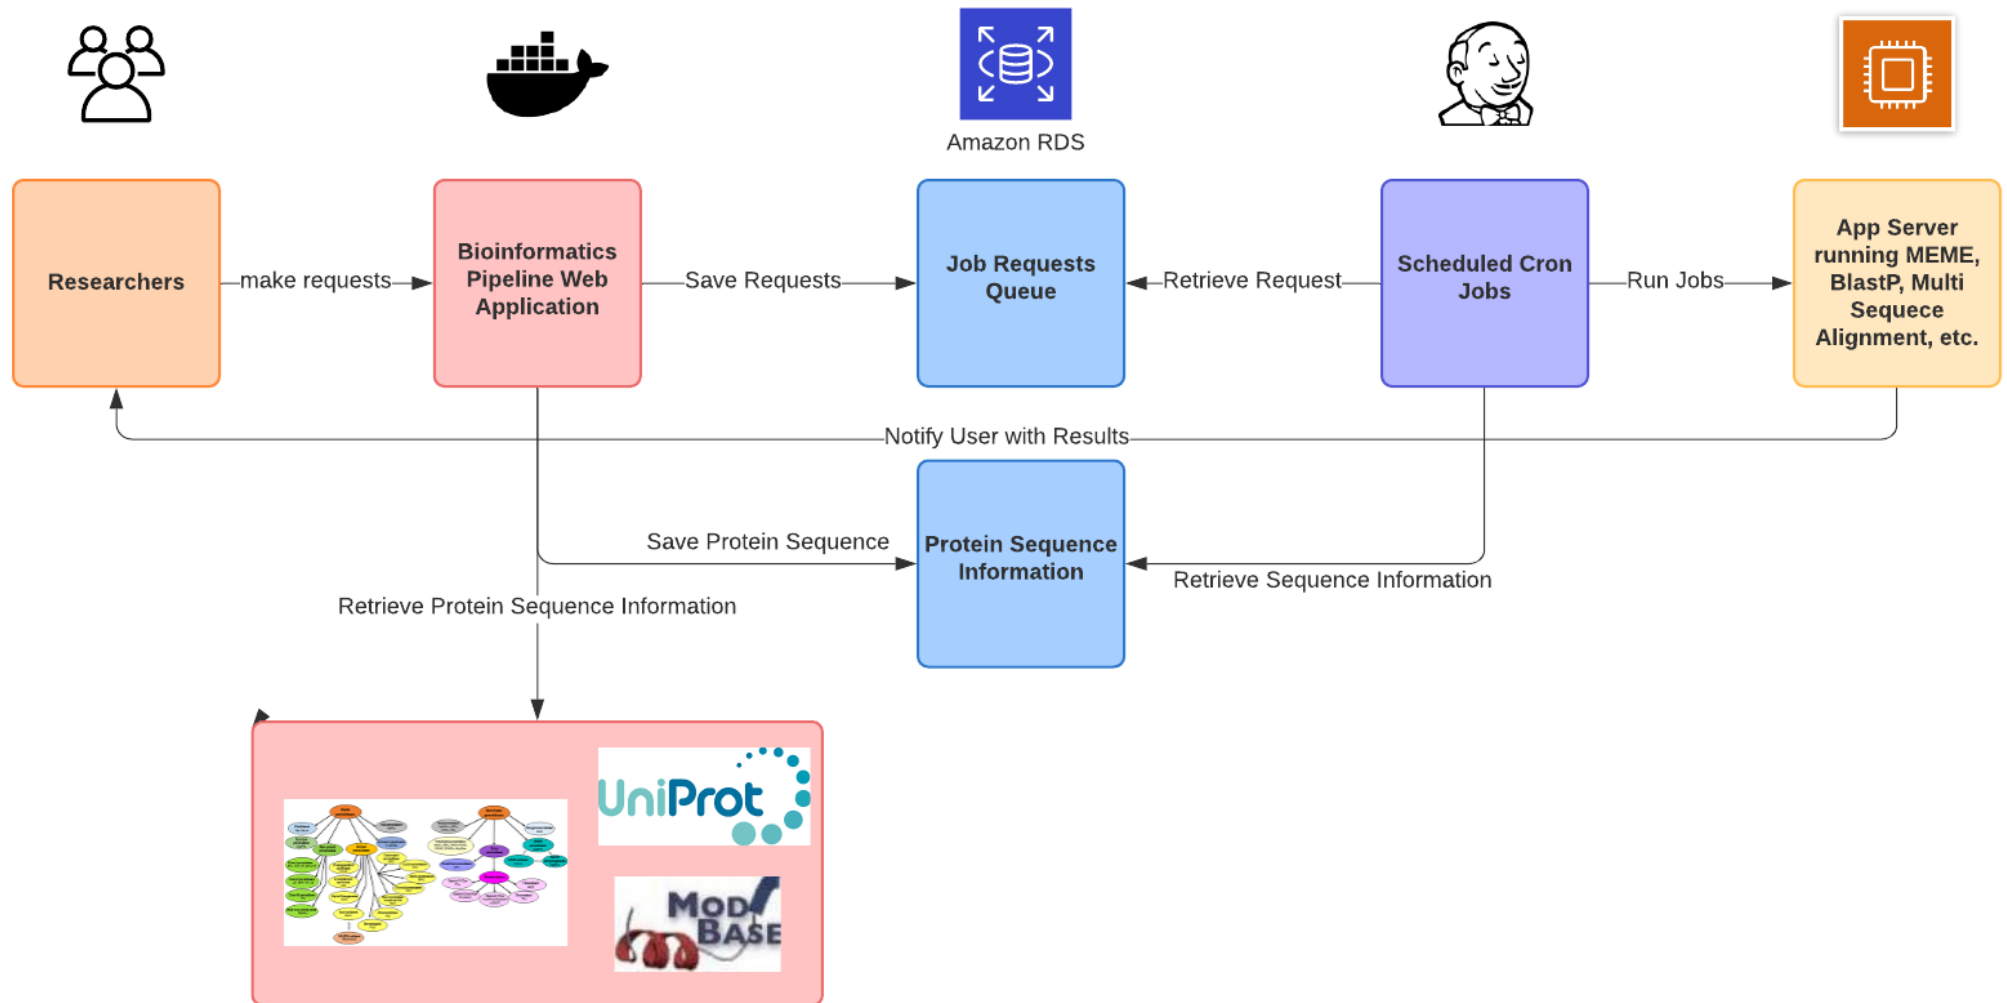 Amazon RDS
Researchers
make requests
Bioinformatics
Pipeline Web
Application
Save Requests
Job Requests
Queue
Retrieve Request
Scheduled Cron
Jobs
Run Jobs
App Server
running MEME,
BlastP, Multi
Sequece
Alignment, etc.
Notify User with Results
Save Protein Sequence
Protein Sequence
Information
Retrieve Sequence Information
Retrieve Protein Sequence Information
UniProt
MOD
BASE